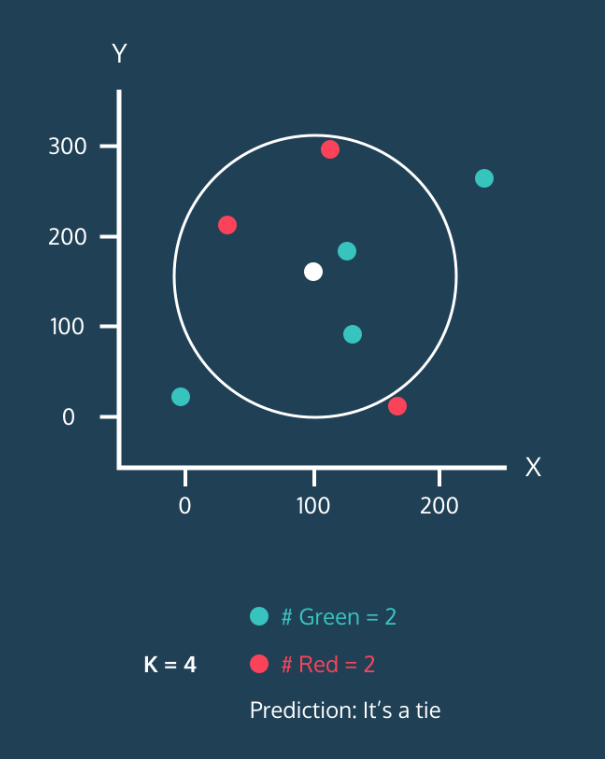 Y
300
200
100
0
X
0 100 200
# Green = 2
K = 4 # Red = 2
Prediction: It’s a tie